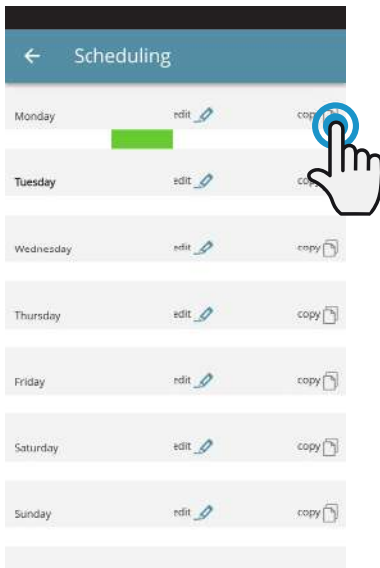 Scheduling
Monday edit copy
Tuesday edit copy
Wednesday edit copy
Thursday edit copy
Friday edit copy
Saturday edit copy
Sunday edit copy